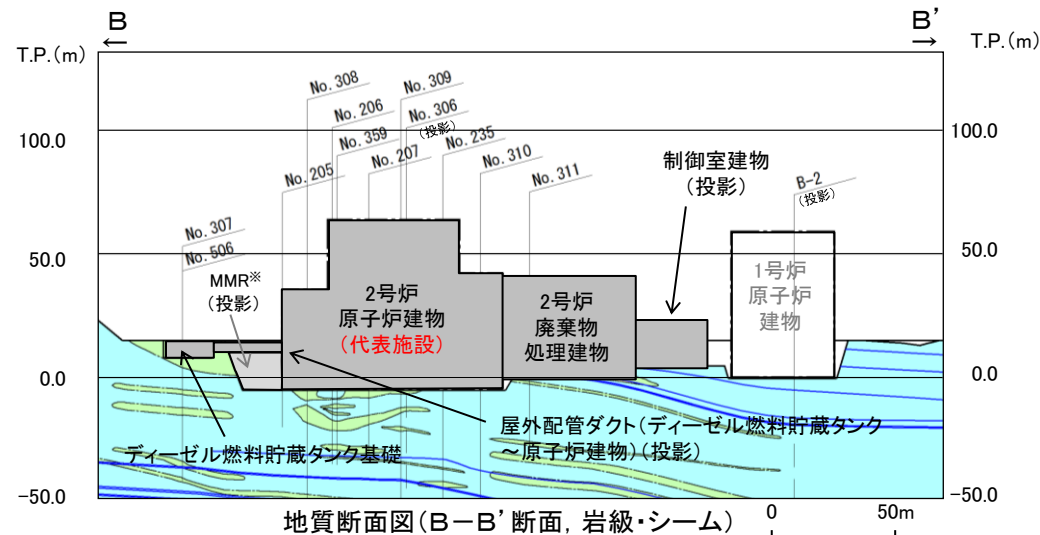 B
B’
T.P.(m)
T.P.(m)
No. 308
No. 309
No. 206
No. 306
(投影)
No. 359
No. 235
No. 205
No. 207
No. 310
No. 311
100.0
100.0
制御室建物
(投影)
B-2
(投影)
No. 307
No. 506
50.0
50.0
MMR※
(投影)
2号炉
原子炉建物
(代表施設)
2号炉
廃棄物
処理建物
1号炉
原子炉
建物
0.0
0.0
屋外配管ダクト(ディーゼル燃料貯蔵タンク
~原子炉建物)(投影)
ディーゼル燃料貯蔵タンク基礎
-50.0
-50.0
地質断面図(B-B’断面, 岩級・シーム)
0
50m